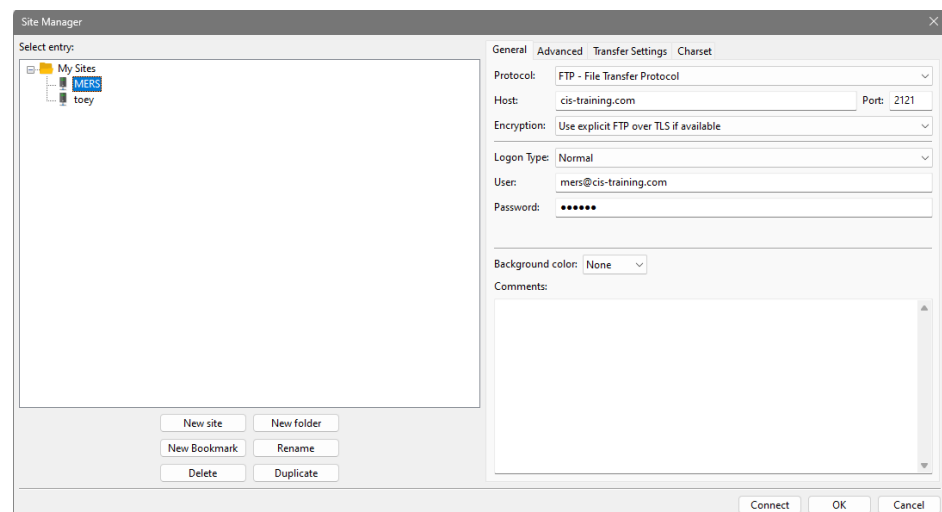 Site Manager
Select entry:
My Sites
MERS
toey
New site New folder
New Bookmark Rename
Delete Duplicate
General Advanced Transfer Settings Charset
Protocol: FTP - File Transfer Protocol
Host: cis-training.com Port: 2121
Encryption: Use explicit FTP over TLS if available
Logon Type: Normal
User: mers@cis-training.com
Password: ●●●●●●
Background color: None
Comments:
Connect OK Cancel